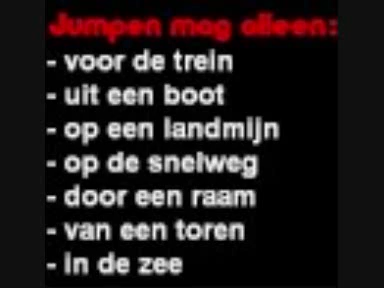 Jumpen mag alleen:
- voor de trein
- uit een boot
- op een landmijn
- op de snelweg
- door een raam
- van een toren
- in de zee